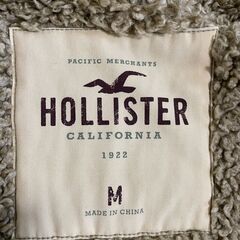 PACIFIC MERCHANTS
HOLLISTER
CALIFORNIA
1922
M
MADE IN CHINA